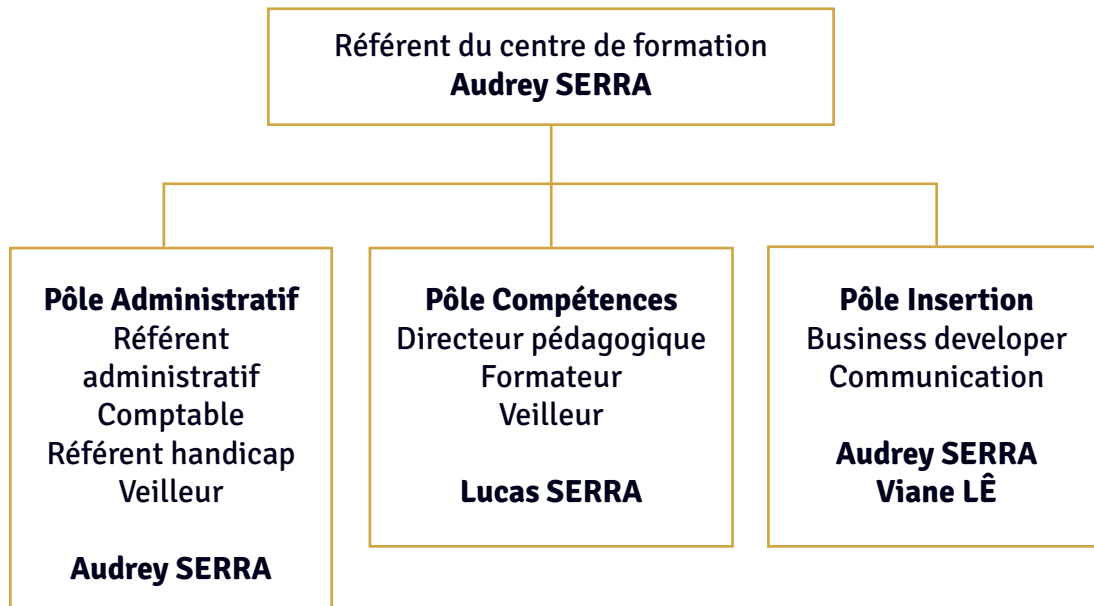 Référent du centre de formation
Audrey SERRA
Pôle Administratif
Référent
administratif
Comptable
Référent handicap
Veilleur
Audrey SERRA
Pôle Compétences
Directeur pédagogique
Formateur
Veilleur
Lucas SERRA
Pôle Insertion
Business developer
Communication
Audrey SERRA
Viane LÊ